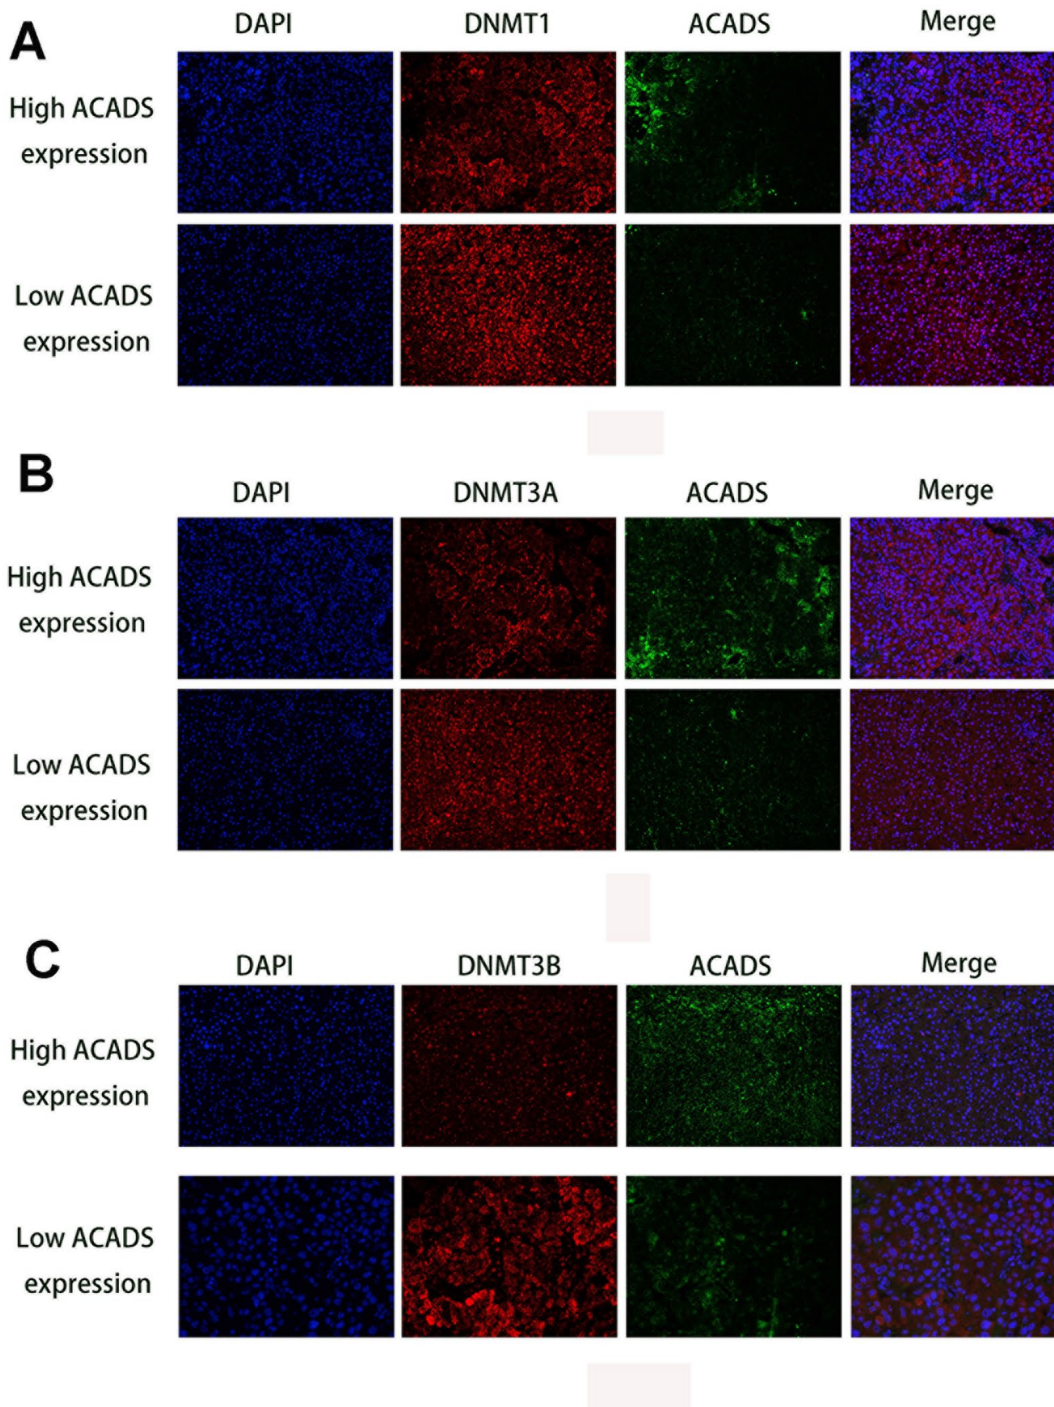 A
DAPI DNMT1 ACADS Merge
High ACADS
expression
Low ACADS
expression
B
DAPI DNMT3A ACADS Merge
High ACADS
expression
Low ACADS
expression
C
DAPI DNMT3B ACADS Merge
High ACADS
expression
Low ACADS
expression